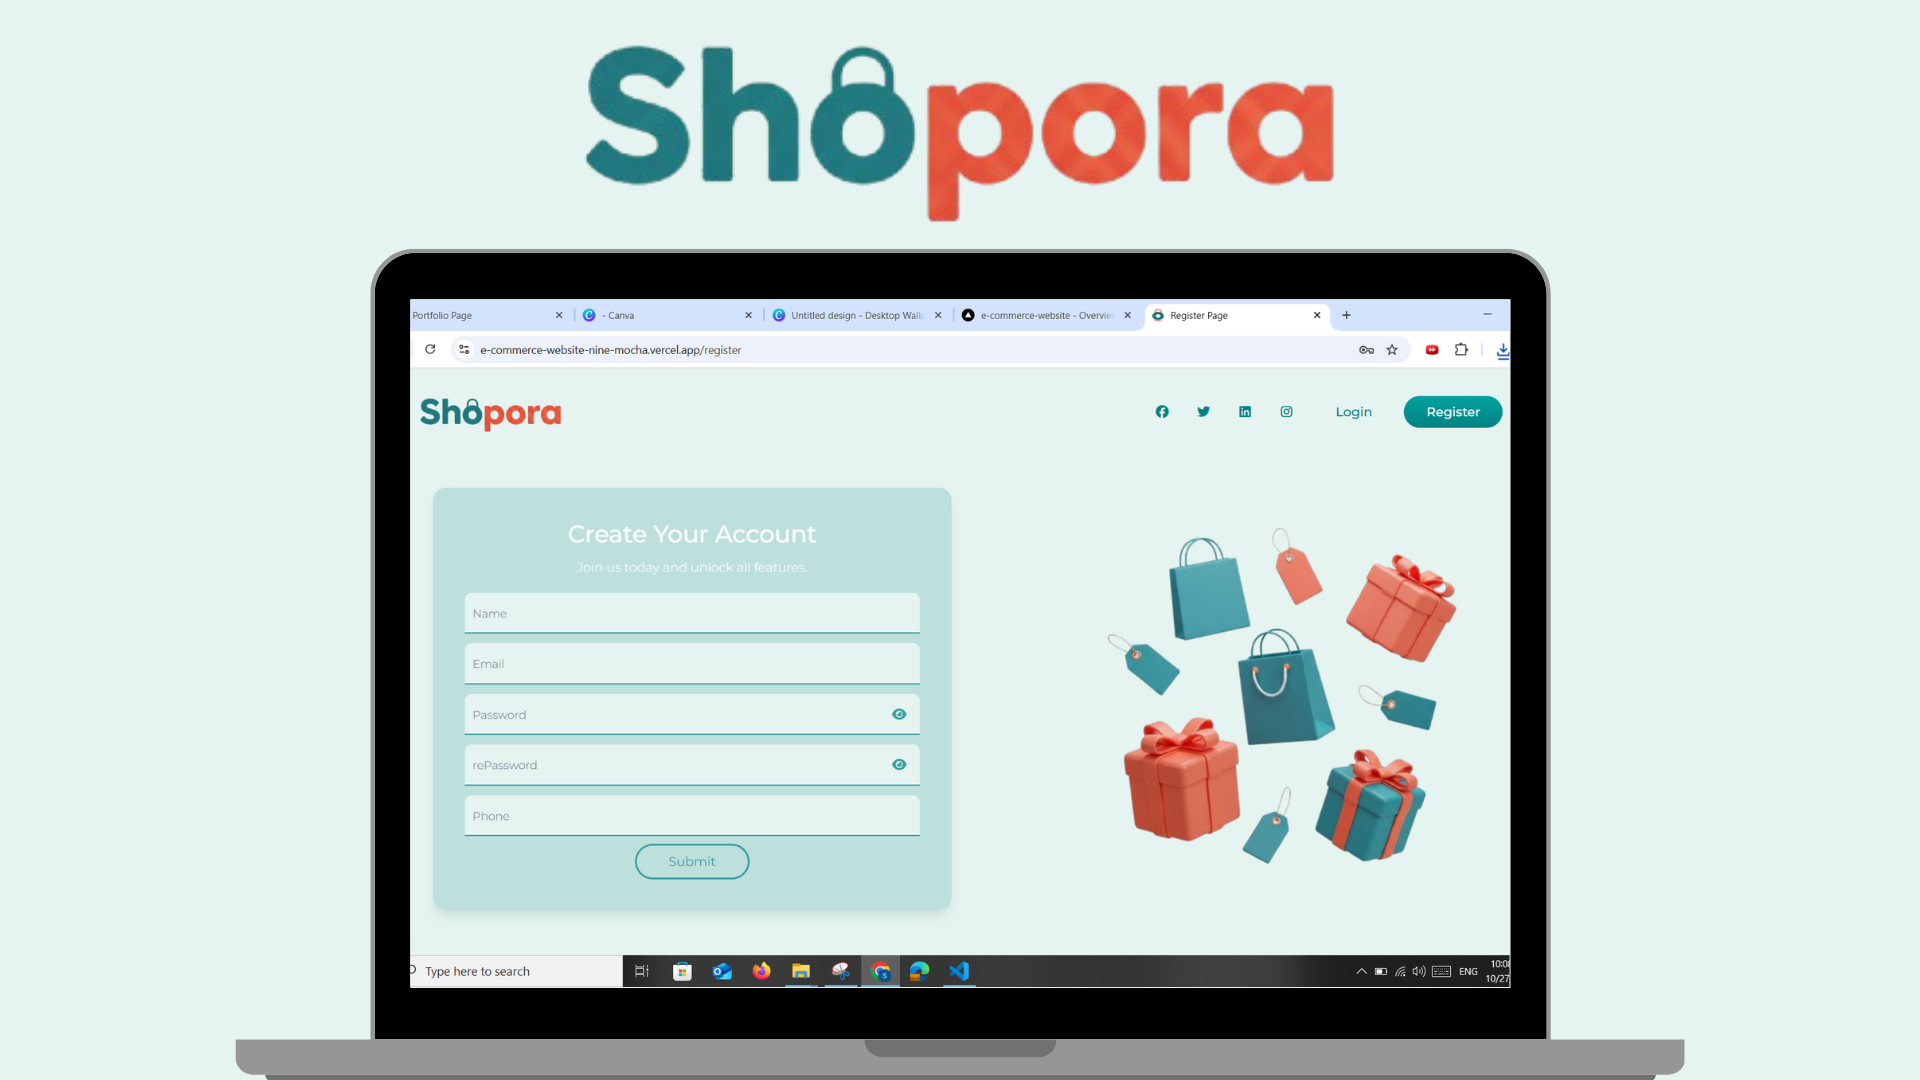 Shopora
Portfolio Page
- Canva
Untitled design - Desktop Wall
e-commerce-website - Overvie
Register Page
e-commerce-website-nine-mocha.vercel.app/register
Shopora
Login
Register
Create Your Account
Join us today and unlock all features.
Name
Email
Password
rePassword
Phone
Submit
Type here to search
ENG
10:08
10/27